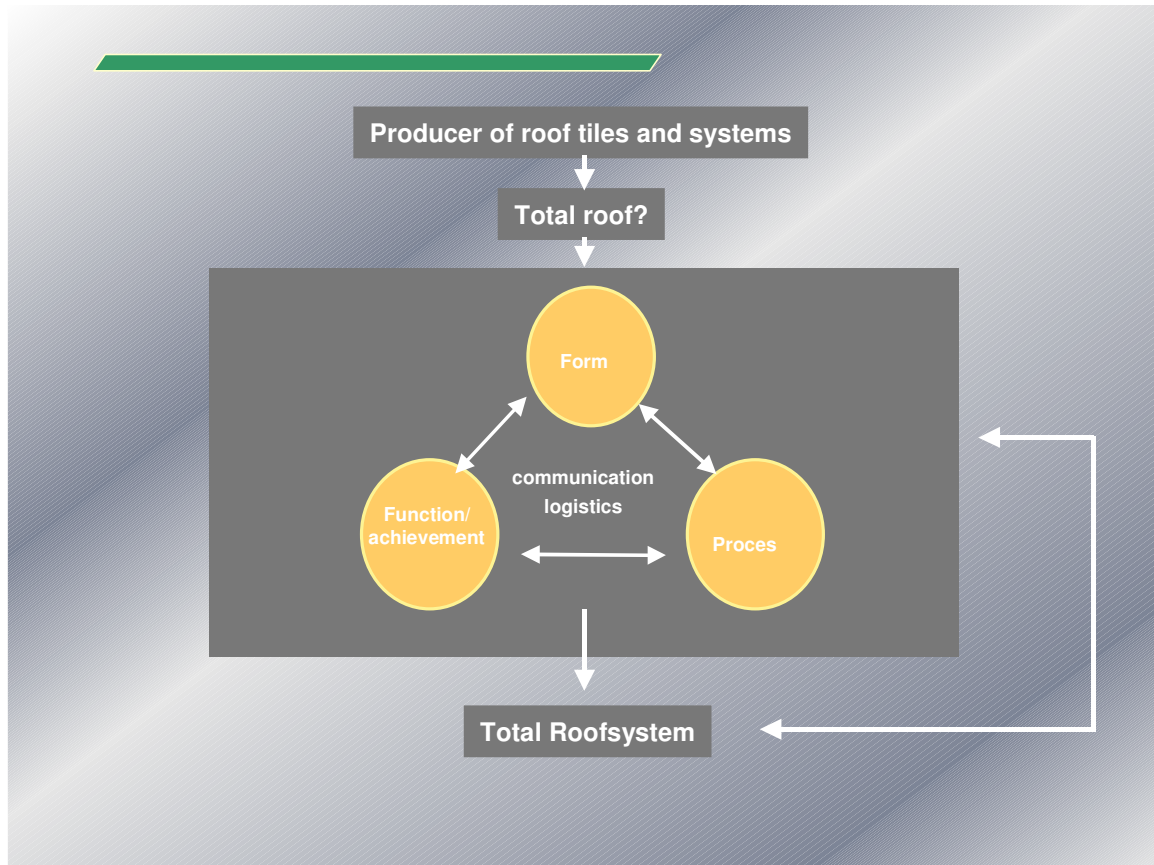 Producer of roof tiles and systems
Total roof?
Form
communication
logistics
Function/
achievement
Proces
Total Roofsystem